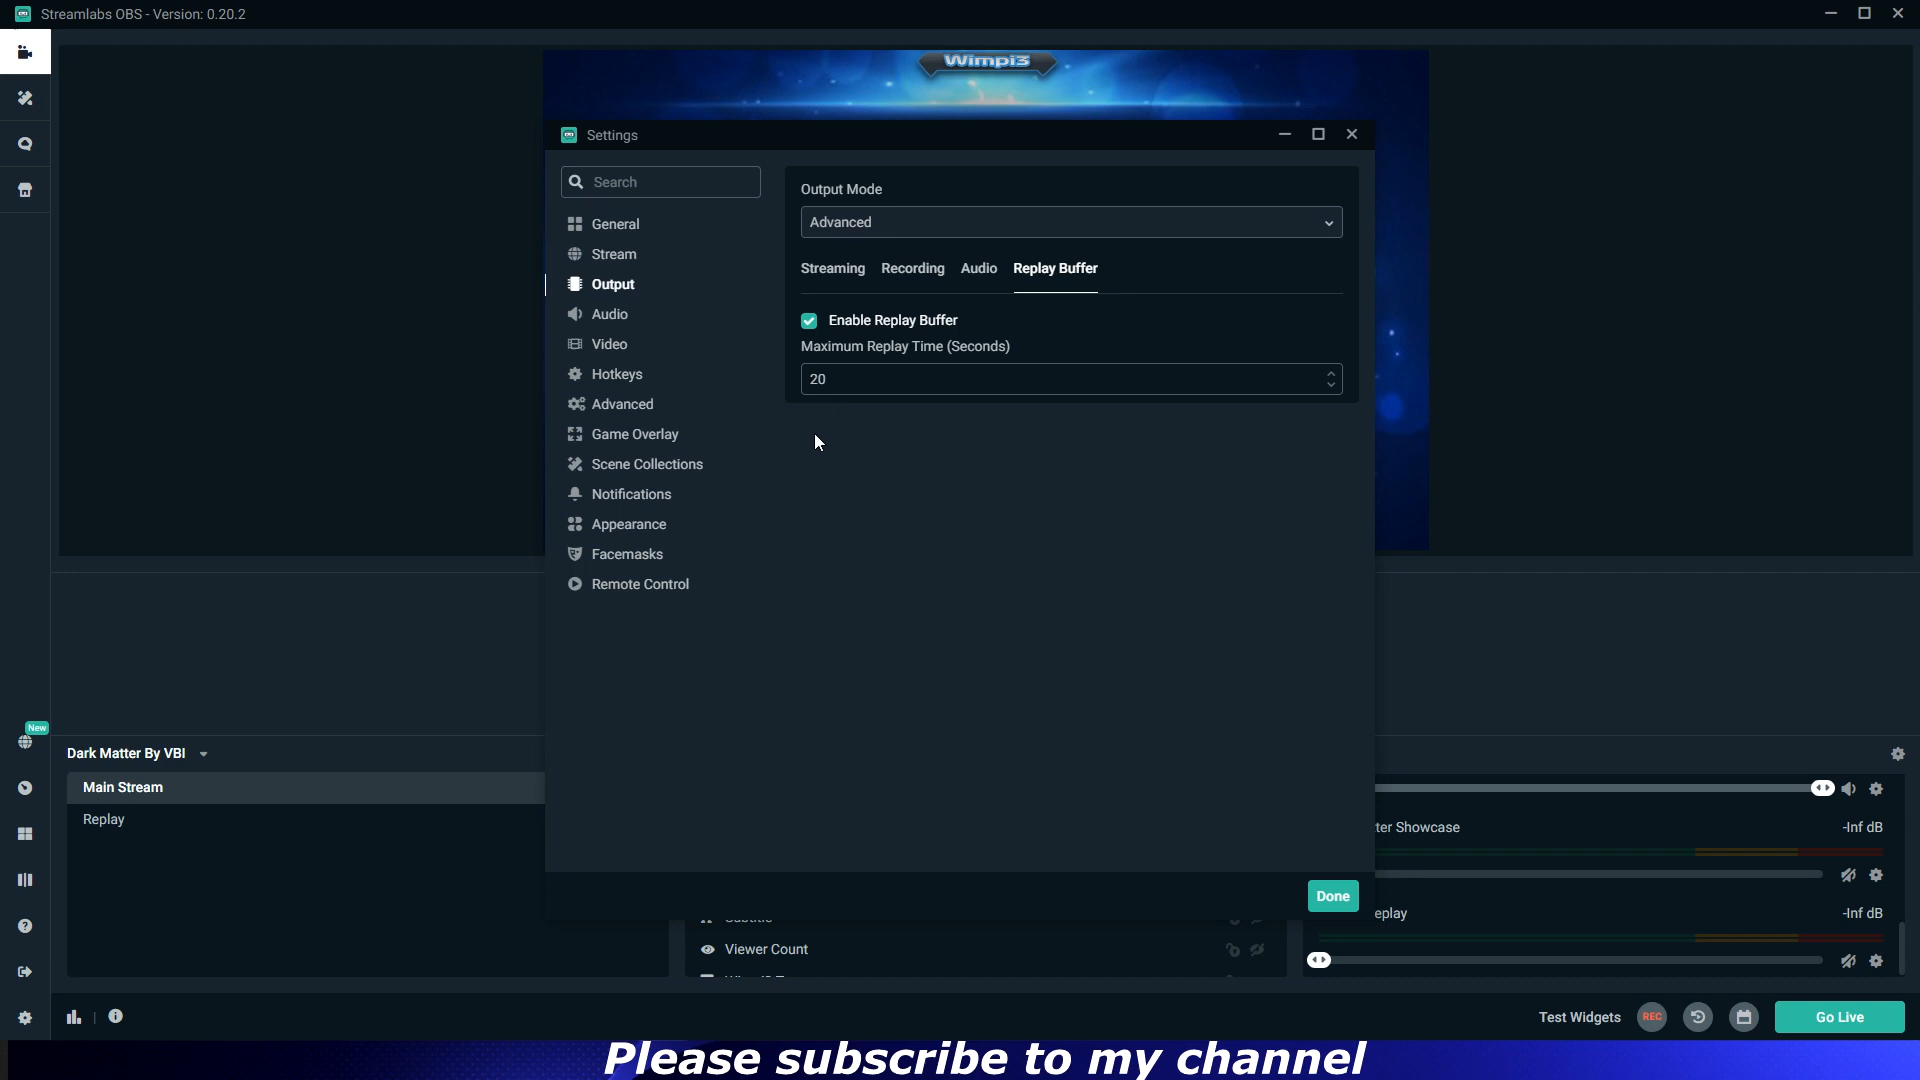 Streamlabs OBS - Version: 0.20.2
Wimpi3
Settings
Search
General
Stream
Output
Audio
Video
Hotkeys
Advanced
Game Overlay
Scene Collections
Notifications
Appearance
Facemasks
Remote Control
Output Mode
Advanced
Streaming Recording Audio Replay Buffer
Enable Replay Buffer
Maximum Replay Time (Seconds)
20
Done
New
Dark Matter By VBI
Main Stream
Replay
Viewer Count
ter Showcase -Inf dB
eplay -Inf dB
Test Widgets REC Go Live
Please subscribe to my channel